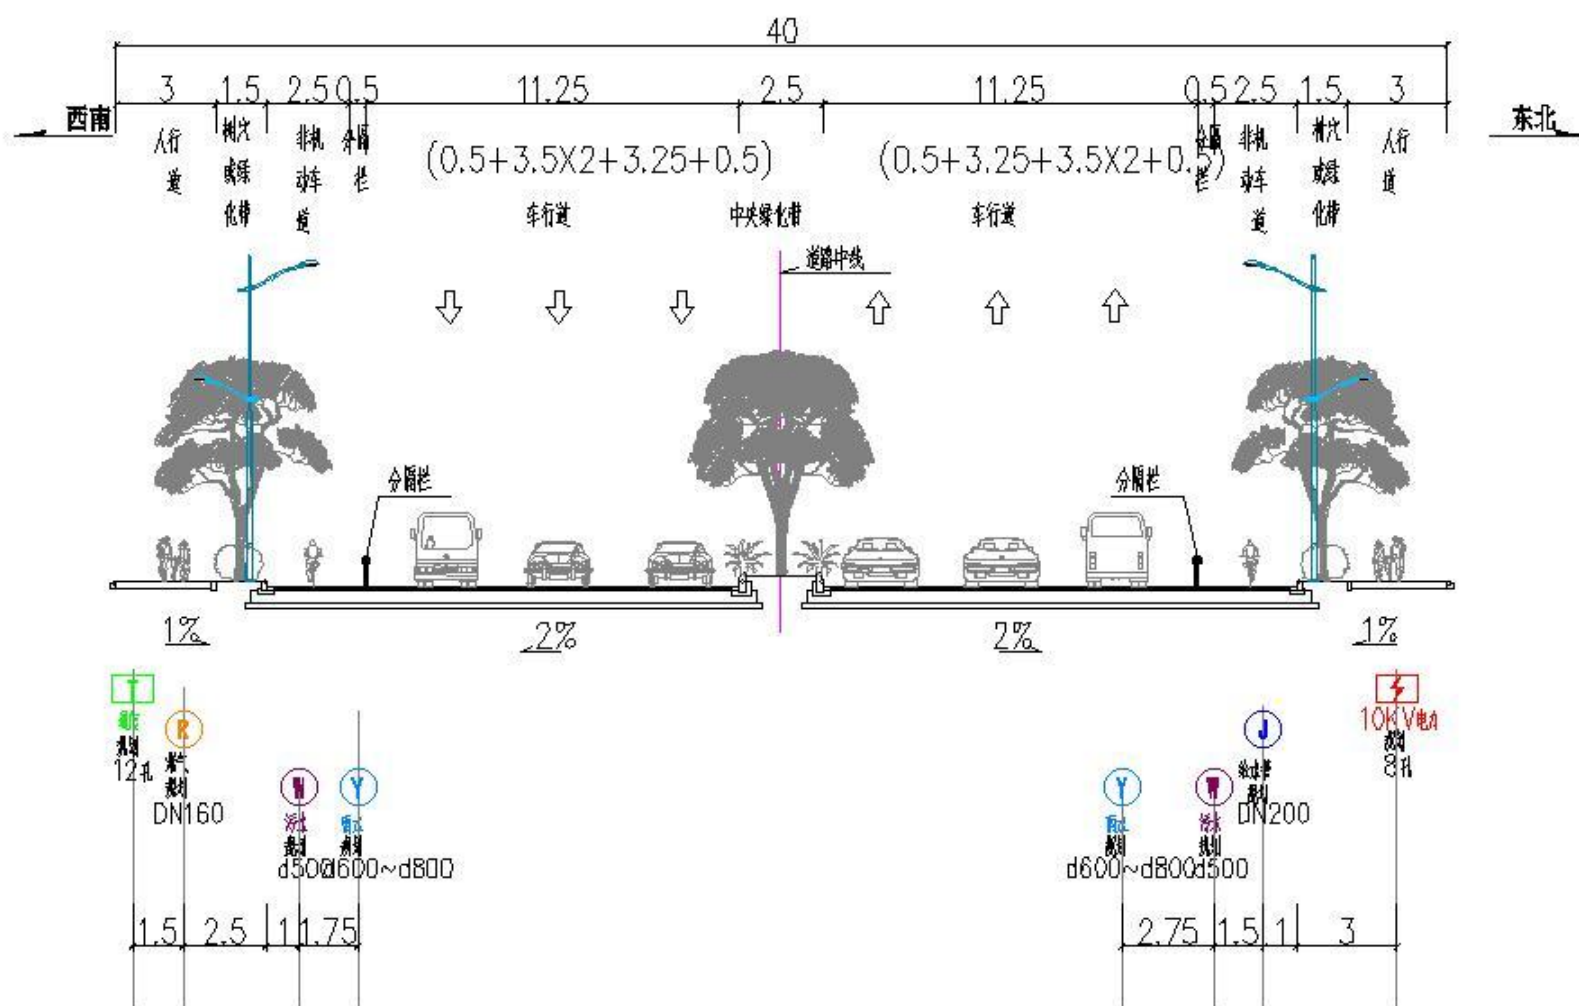 40
3 1.5 2.5 0.5 11.25 2.5 11.25 0.5 2.5 1.5 3
西南
东北
人行道
树穴或绿化带
非机动车道
分隔栏
(0.5+3.5X2+3.25+0.5)
车行道
中央绿化带
(0.5+3.25+3.5X2+0.5)
车行道
分隔栏
非机动车道
树穴或绿化带
人行道
道路中线
分隔栏
分隔栏
1%
2%
2%
1%
T
规划
12孔
R
燃气
规划
DN160
W
污水
规划
d500
Y
雨水
规划
d600~d800
Y
雨水
规划
d600~d800
W
污水
规划
d500
J
给水管
规划
DN200
10KV电力
规划
8孔
1.5 2.5 1 1.75
2.75 1.5 1 3